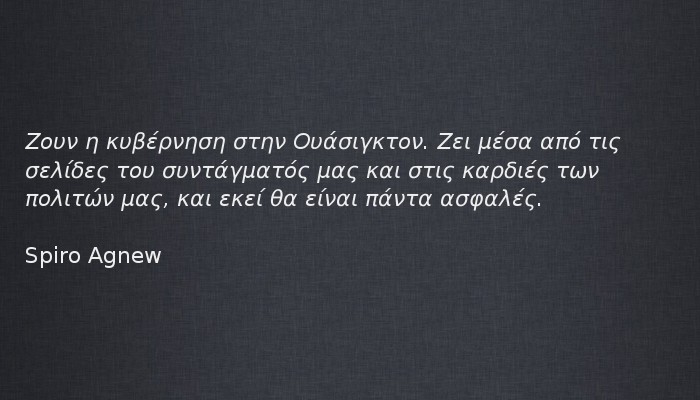 Ζουν η κυβέρνηση στην Ουάσιγκτον. Ζει μέσα από τις
σελίδες του συντάγματός μας και στις καρδιές των
πολιτών μας, και εκεί θα είναι πάντα ασφαλές.
Spiro Agnew